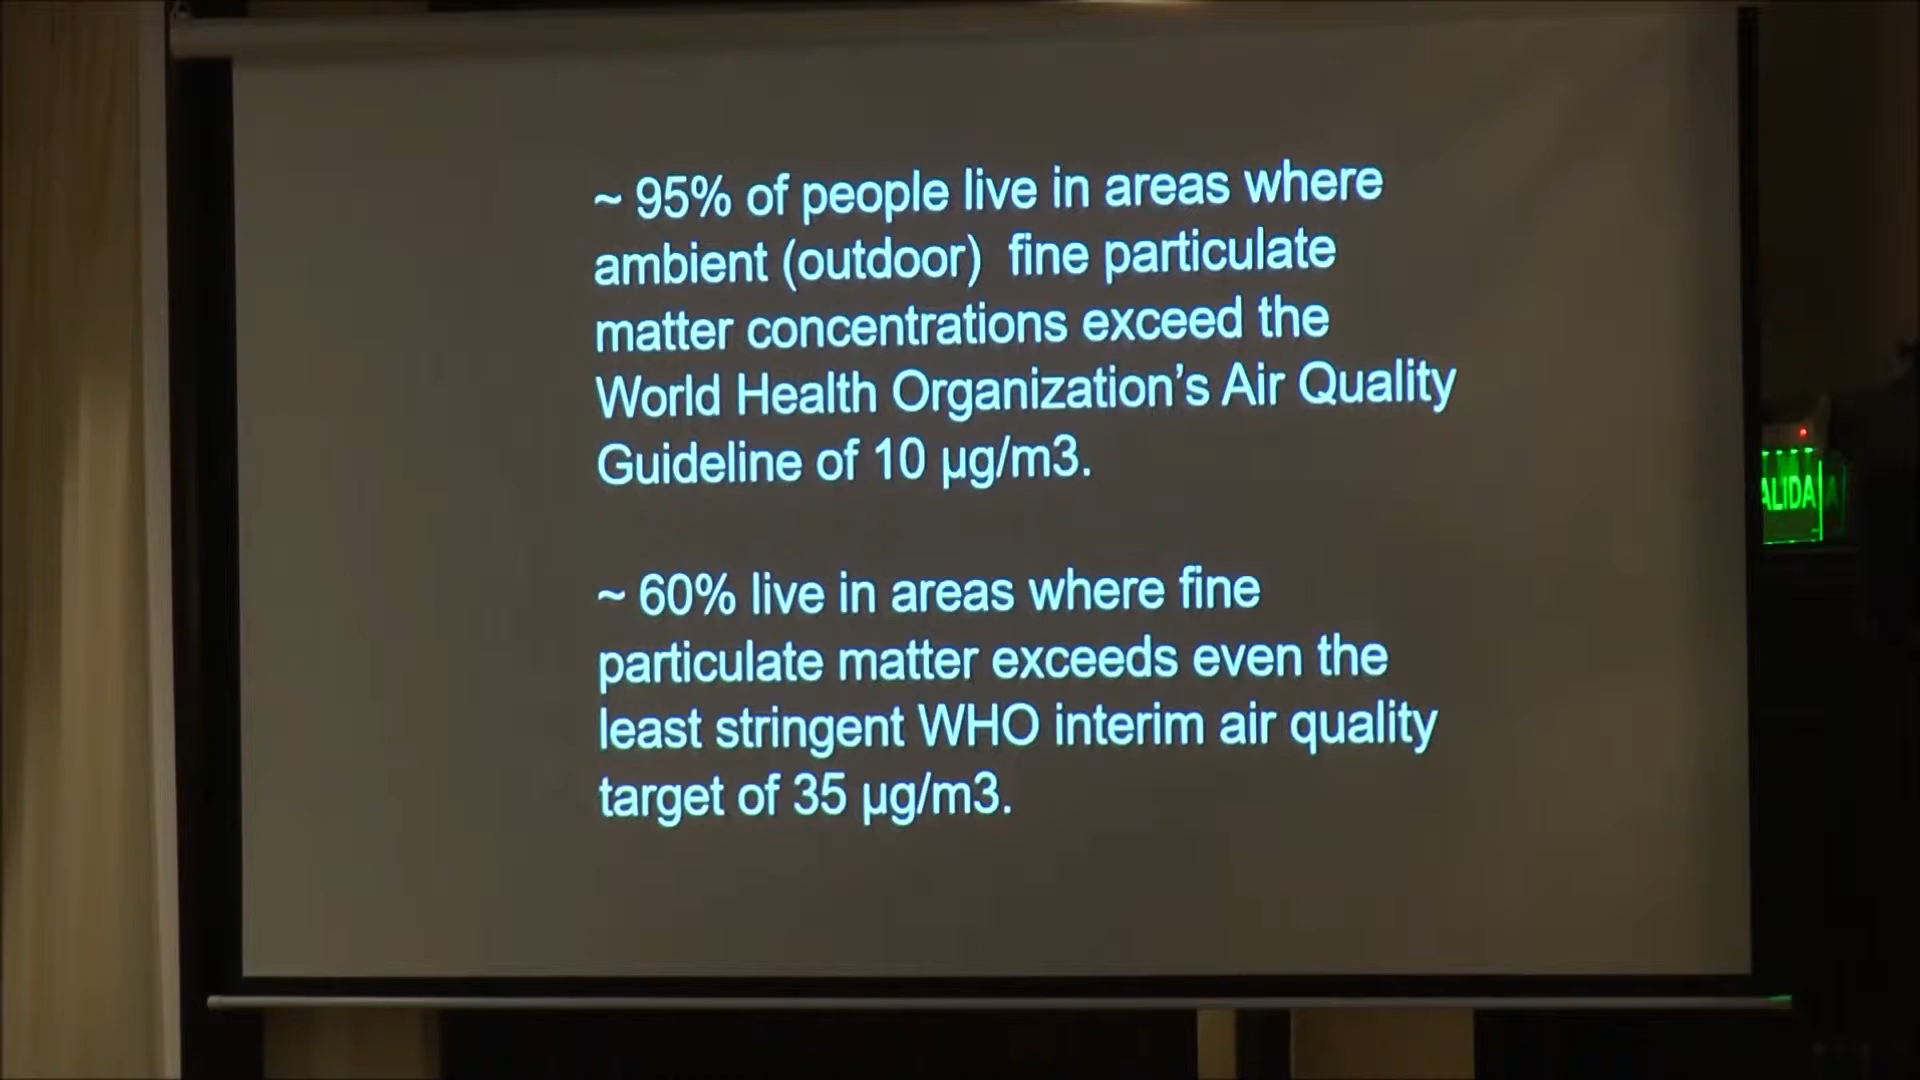 ~ 95% of people live in areas where
ambient (outdoor)  fine particulate
matter concentrations exceed the
World Health Organization’s Air Quality
Guideline of 10 µg/m3.
~ 60% live in areas where fine
particulate matter exceeds even the
least stringent WHO interim air quality
target of 35 µg/m3.
ALIDA